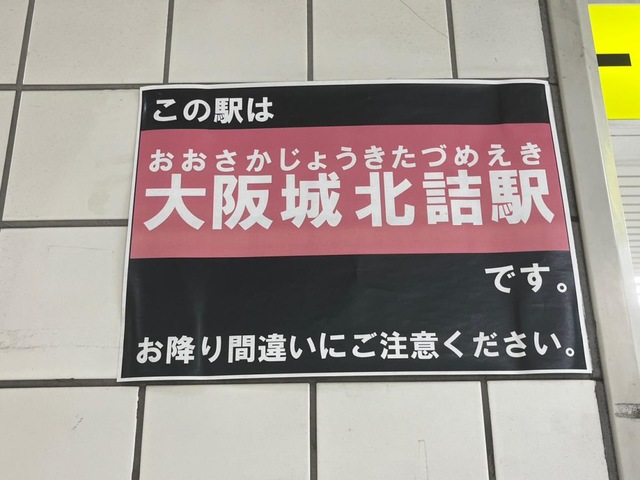 この駅は
おおさかじょうきたづめえき
大阪城北詰駅
です。
お降り間違いにご注意ください。